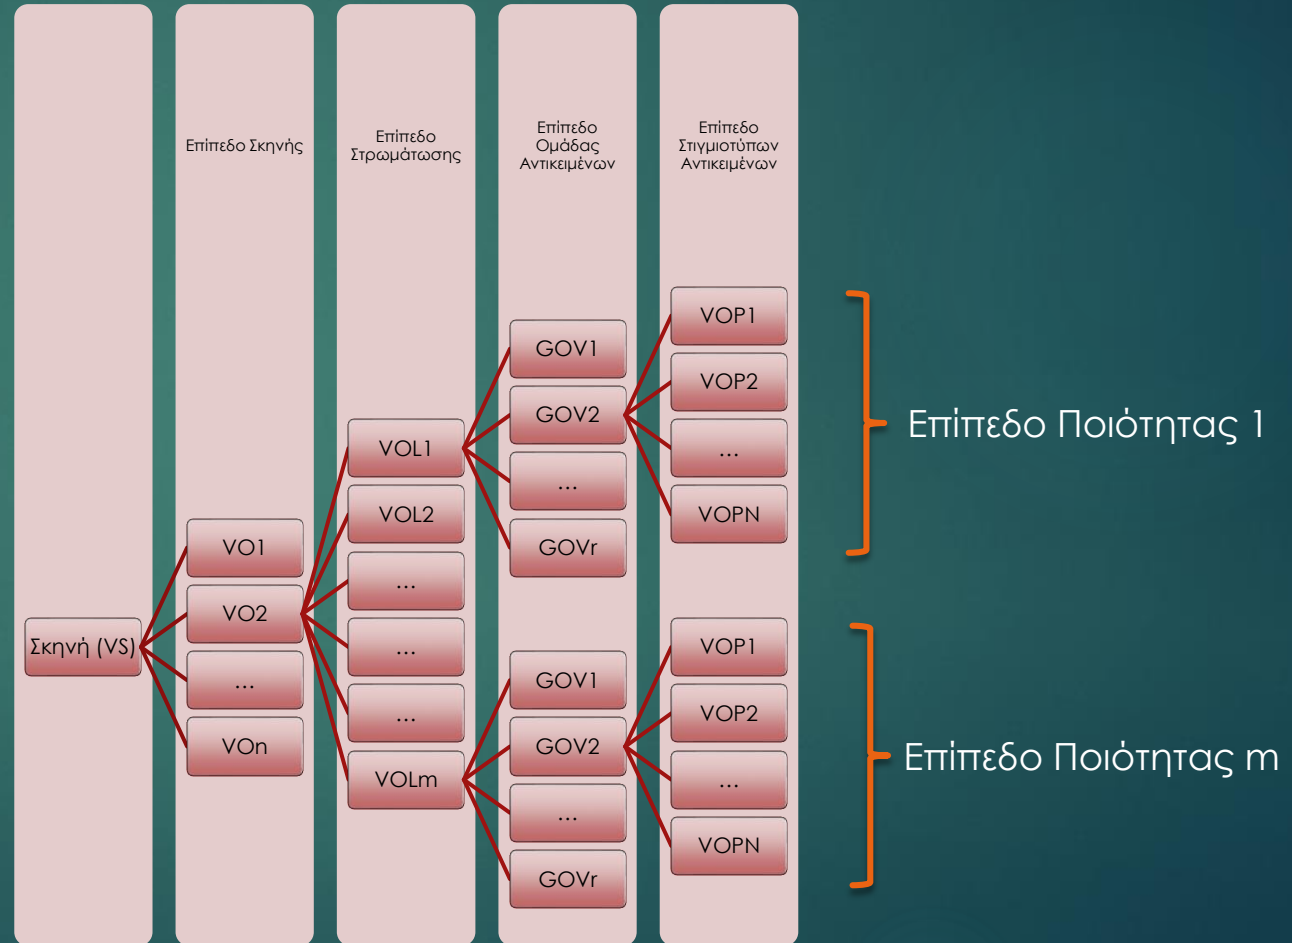 Επίπεδο Σκηνής
Επίπεδο
Στρωμάτωσης
Επίπεδο
Ομάδας
Αντικειμένων
Επίπεδο
Στιγμιοτύπων
Αντικειμένων
Σκηνή (VS)
VO1
VO2
...
VOn
VOL1
VOL2
...
...
...
VOLm
GOV1
GOV2
...
GOVr
VOP1
VOP2
...
VOPN
GOV1
GOV2
...
GOVr
VOP1
VOP2
...
VOPN
Επίπεδο Ποιότητας 1
Επίπεδο Ποιότητας m